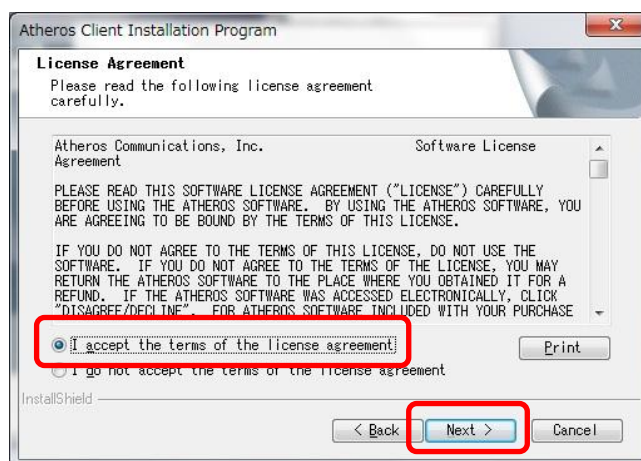 Atheros Client Installation Program
License Agreement
Please read the following license agreement
carefully.
Atheros Communications, Inc. Software License
Agreement
PLEASE READ THIS SOFTWARE LICENSE AGREEMENT ("LICENSE") CAREFULLY
BEFORE USING THE ATHEROS SOFTWARE. BY USING THE ATHEROS SOFTWARE, YOU
ARE AGREEING TO BE BOUND BY THE TERMS OF THIS LICENSE.
IF YOU DO NOT AGREE TO THE TERMS OF THIS LICENSE, DO NOT USE THE
SOFTWARE. IF YOU DO NOT AGREE TO THE TERMS OF THE LICENSE, YOU MAY
RETURN THE ATHEROS SOFTWARE TO THE PLACE WHERE YOU OBTAINED IT FOR A
REFUND. IF THE ATHEROS SOFTWARE WAS ACCESSED ELECTRONICALLY, CLICK
"DISAGREE/DECLINE". FOR ATHEROS SOFTWARE INCLUDED WITH YOUR PURCHASE
I accept the terms of the license agreement
Print
I do not accept the terms of the license agreement
InstallShield
< Back Next > Cancel